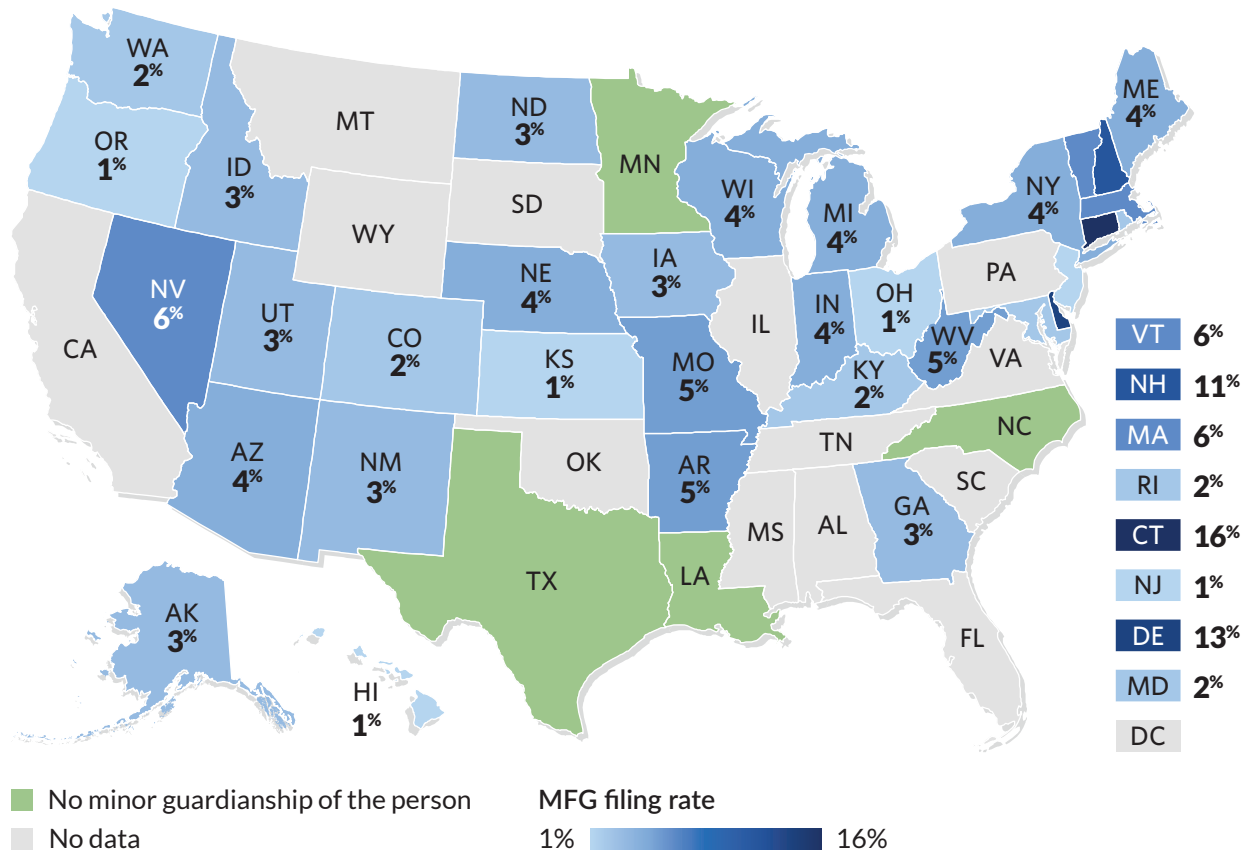 WA
2%
OR
1%
ID
3%
MT
ND
3%
MN
SD
WY
WI
4%
MI
4%
ME
4%
NY
4%
NV
6%
UT
3%
CO
2%
NE
4%
IA
3%
PA
IL
IN
4%
OH
1%
WV
5%
VA
CA
KS
1%
MO
5%
KY
2%
AZ
4%
NM
3%
OK
AR
5%
TN
NC
SC
GA
3%
MS
AL
TX
LA
FL
AK
3%
HI
1%
VT 6%
NH 11%
MA 6%
RI 2%
CT 16%
NJ 1%
DE 13%
MD 2%
DC
No minor guardianship of the person
No data
MFG filing rate
1% 16%